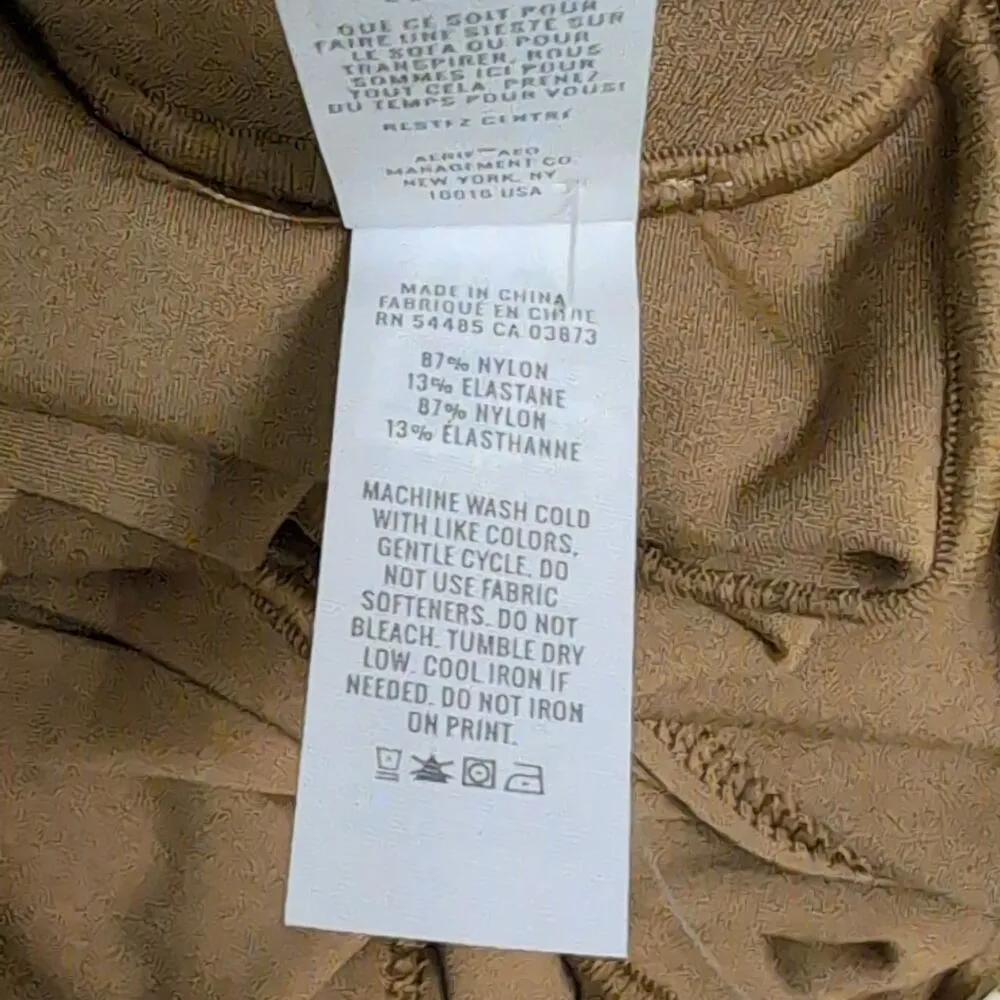 QUE CE SOIT POUR
FAIRE UNE SIESTE SUR
LE SOFA OU POUR
TRANSPIRER, NOUS
SOMMES ICI POUR
TOUT CELA. PRENEZ
DU TEMPS POUR VOUS!
RESTEZ CENTRÉ
AERIE—AEO
MANAGEMENT CO.
NEW YORK, NY
10016 USA
MADE IN CHINA
FABRIQUÉ EN CHINE
RN 54485 CA 03873
87% NYLON
13% ELASTANE
87% NYLON
13% ÉLASTHANNE
MACHINE WASH COLD
WITH LIKE COLORS.
GENTLE CYCLE. DO
NOT USE FABRIC
SOFTENERS. DO NOT
BLEACH. TUMBLE DRY
LOW. COOL IRON IF
NEEDED. DO NOT IRON
ON PRINT.